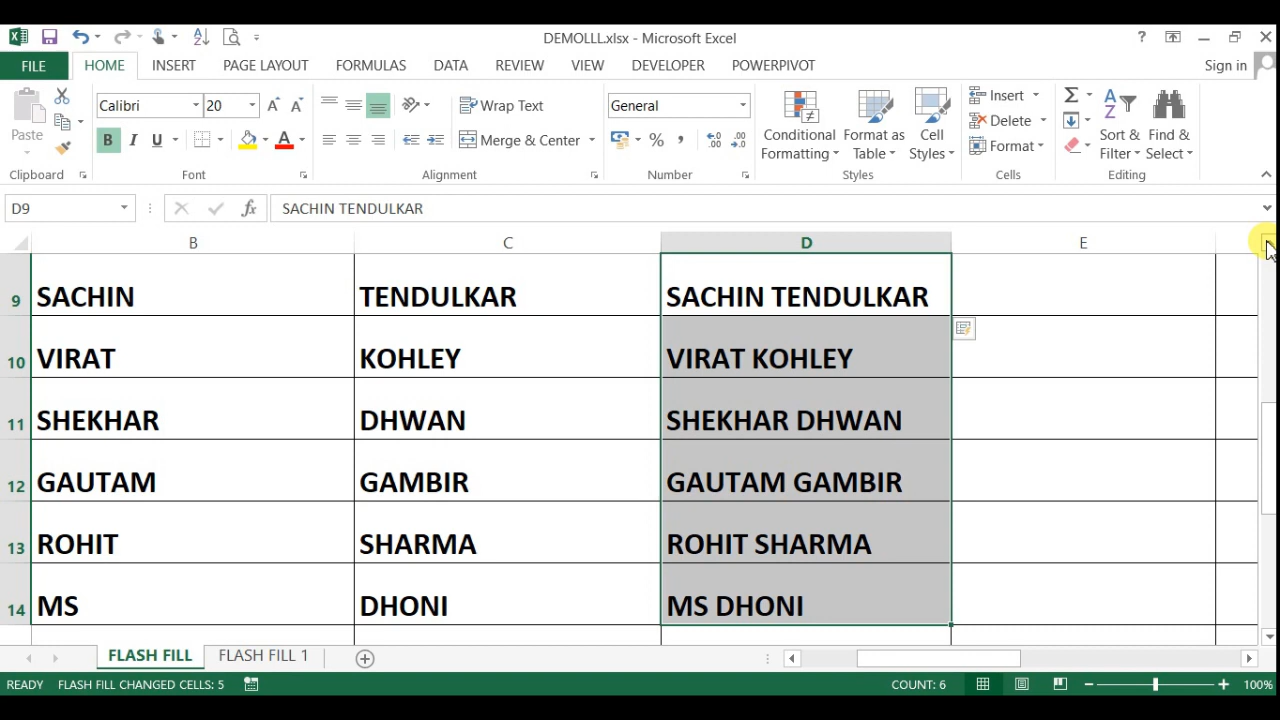 DEMOLLL.xlsx - Microsoft Excel
FILE HOME INSERT PAGE LAYOUT FORMULAS DATA REVIEW VIEW DEVELOPER POWERPIVOT Sign in
Calibri 20 Wrap Text General Insert
Paste B I U Merge & Center % Conditional Formatting Format as Table Cell Styles Delete Sort & Filter Find & Select
Format
Clipboard Font Alignment Number Styles Cells Editing
D9 fx SACHIN TENDULKAR
B C D E
9 SACHIN TENDULKAR SACHIN TENDULKAR
10 VIRAT KOHLEY VIRAT KOHLEY
11 SHEKHAR DHWAN SHEKHAR DHWAN
12 GAUTAM GAMBIR GAUTAM GAMBIR
13 ROHIT SHARMA ROHIT SHARMA
14 MS DHONI MS DHONI
FLASH FILL FLASH FILL 1
READY FLASH FILL CHANGED CELLS: 5 COUNT: 6 100%